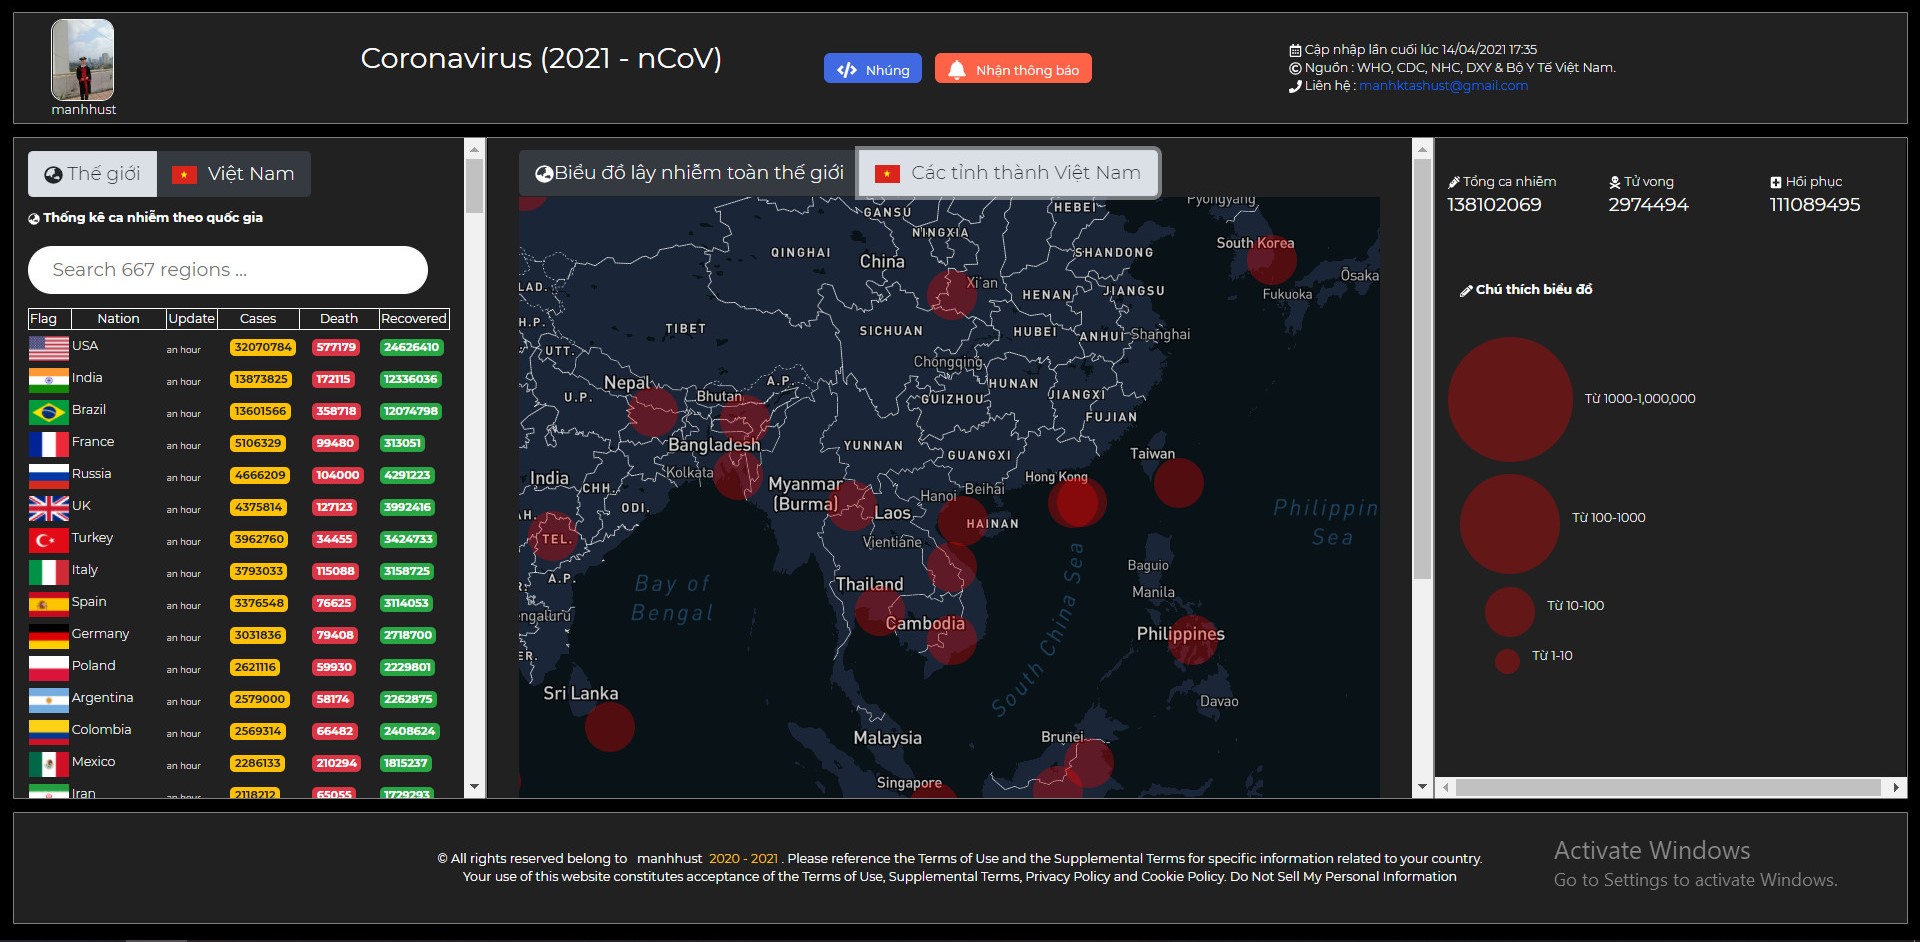 manhhust
Coronavirus (2021 - nCoV)
Nhúng
Nhận thông báo
Cập nhập lần cuối lúc 14/04/2021 17:35
Nguồn : WHO, CDC, NHC, DXY & Bộ Y Tế Việt Nam.
Liên hệ : manhktashust@gmail.com
Thế giới
Việt Nam
Thống kê ca nhiễm theo quốc gia
Search 667 regions ...
Flag Nation Update Cases Death Recovered
USA an hour 32070784 577179 24626410
India an hour 13873825 172115 12336036
Brazil an hour 13601566 358718 12074798
France an hour 5106329 99480 313051
Russia an hour 4666209 104000 4291223
UK an hour 4375814 127123 3992416
Turkey an hour 3962760 34455 3424733
Italy an hour 3793033 115088 3158725
Spain an hour 3376548 76625 3114053
Germany an hour 3031836 79408 2718700
Poland an hour 2621116 59930 2229801
Argentina an hour 2579000 58174 2262875
Colombia an hour 2569314 66482 2408624
Mexico an hour 2286133 210294 1815237
Iran an hour 2118212 65055 1729293
Biểu đồ lây nhiễm toàn thế giới
Các tỉnh thành Việt Nam
Pyongyang
GANSU
HEBEI
NINGXIA
South Korea
QINGHAI
China
SHANDONG
Ōsaka
LAD.
Xi'an
HENAN
JIANGSU
Fukuoka
H.P.
TIBET
SICHUAN
HUBEI
ANHUI
Shanghai
UTT.
Chongqing
Nepal
A.P.
HUNAN
U.P.
Bhutan
GUIZHOU
JIANGXI
FUJIAN
Bangladesh
YUNNAN
GUANGXI
Taiwan
Kolkata
India
CHH.
Myanmar
(Burma)
Hong Kong
Hanoi
Beihai
ODI.
Laos
HAINAN
Philippin
Sea
AH.
TEL.
Vientiane
A.P.
Bay of
Bengal
Thailand
Baguio
Manila
engaluru
Cambodia
South China Sea
Philippines
ER.
Sri Lanka
Davao
Malaysia
Brunei
Singapore
Tổng ca nhiễm
138102069
Tử vong
2974494
Hồi phục
111089495
Chú thích biểu đồ
Từ 1000-1,000,000
Từ 100-1000
Từ 10-100
Từ 1-10
© All rights reserved belong to manhhust 2020 - 2021 . Please reference the Terms of Use and the Supplemental Terms for specific information related to your country.
Your use of this website constitutes acceptance of the Terms of Use, Supplemental Terms, Privacy Policy and Cookie Policy. Do Not Sell My Personal Information
Activate Windows
Go to Settings to activate Windows.